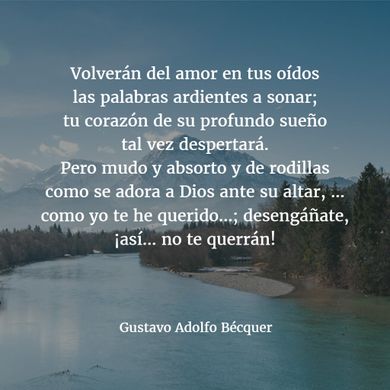 Volverán del amor en tus oídos
las palabras ardientes a sonar;
tu corazón de su profundo sueño
tal vez despertará.
Pero mudo y absorto y de rodillas
como se adora a Dios ante su altar, ...
como yo te he querido...; desengáñate,
¡así... no te querrán!
Gustavo Adolfo Bécquer